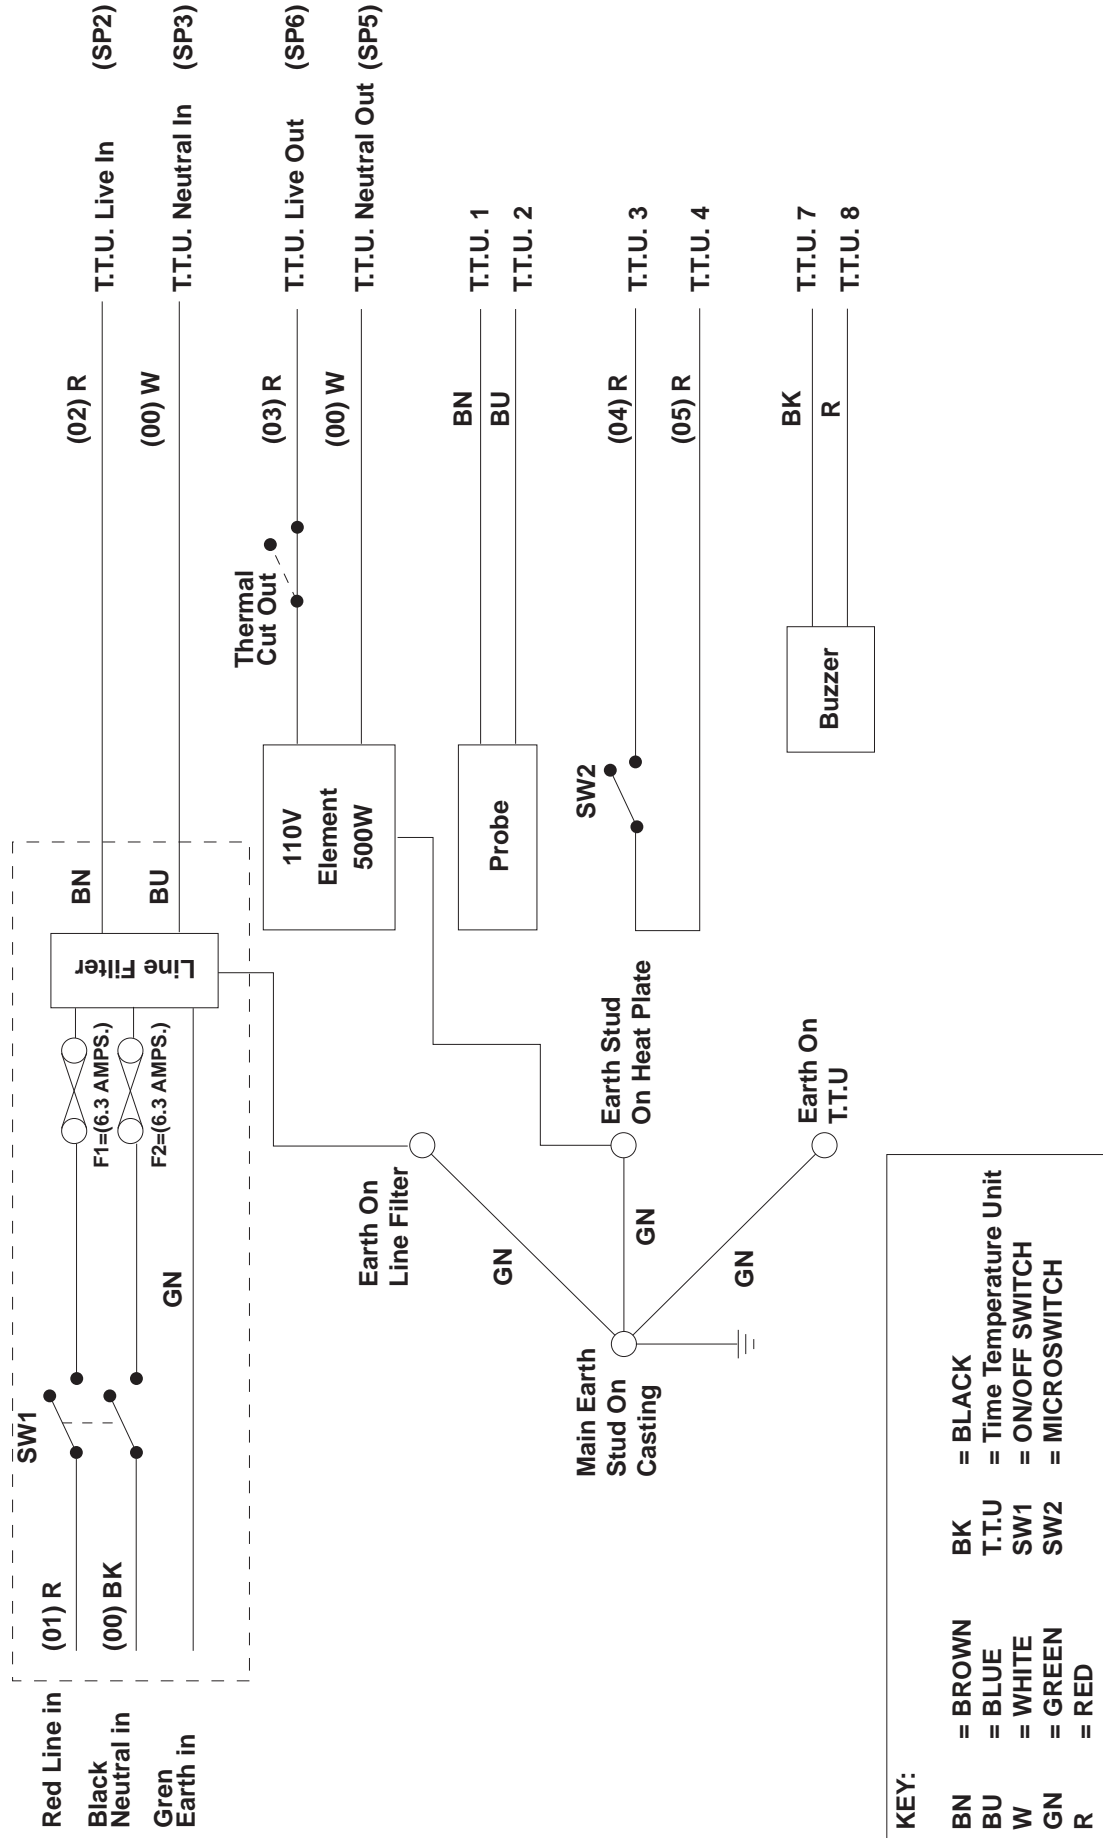 Red Line in
Black
Neutral in
Gren
Earth in
(01) R
(00) BK
SW1
GN
F1=(6.3 AMPS.)
F2=(6.3 AMPS.)
Line Filter
BN
BU
(02) R
(00) W
T.T.U. Live In (SP2)
T.T.U. Neutral In (SP3)
Thermal
Cut Out
110V
Element
500W
(03) R
(00) W
T.T.U. Live Out (SP6)
T.T.U. Neutral Out (SP5)
Probe
BN
BU
T.T.U. 1
T.T.U. 2
SW2
(04) R
(05) R
T.T.U. 3
T.T.U. 4
Buzzer
BK
R
T.T.U. 7
T.T.U. 8
Earth On
Line Filter
Earth Stud
On Heat Plate
Earth On
T.T.U
GN
GN
GN
Main Earth
Stud On
Casting
KEY:
BN = BROWN BK = BLACK
BU = BLUE T.T.U = Time Temperature Unit
W = WHITE SW1 = ON/OFF SWITCH
GN = GREEN SW2 = MICROSWITCH
R = RED